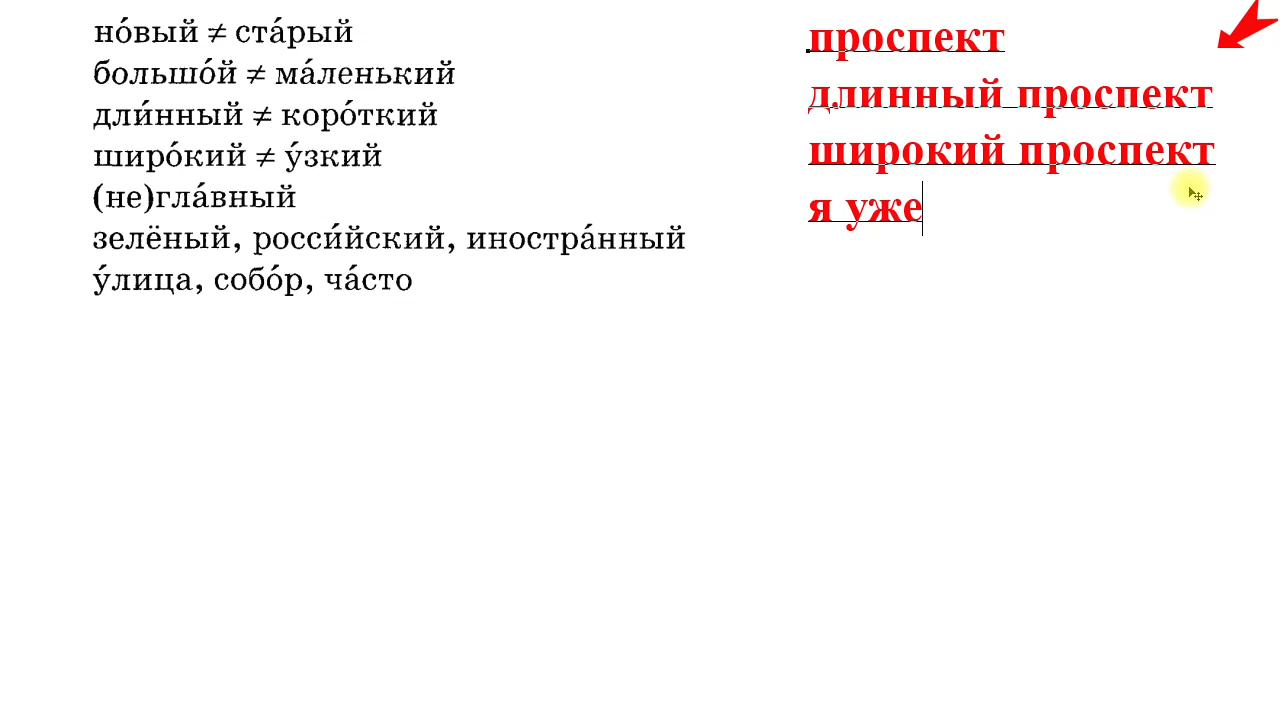 но́вый ≠ ста́рый
большо́й ≠ ма́ленький
дли́нный ≠ коро́ткий
широ́кий ≠ у́зкий
(не)гла́вный
зелёный, росси́йский, иностра́нный
у́лица, собо́р, ча́сто
проспект
длинный проспект
широкий проспект
я уже